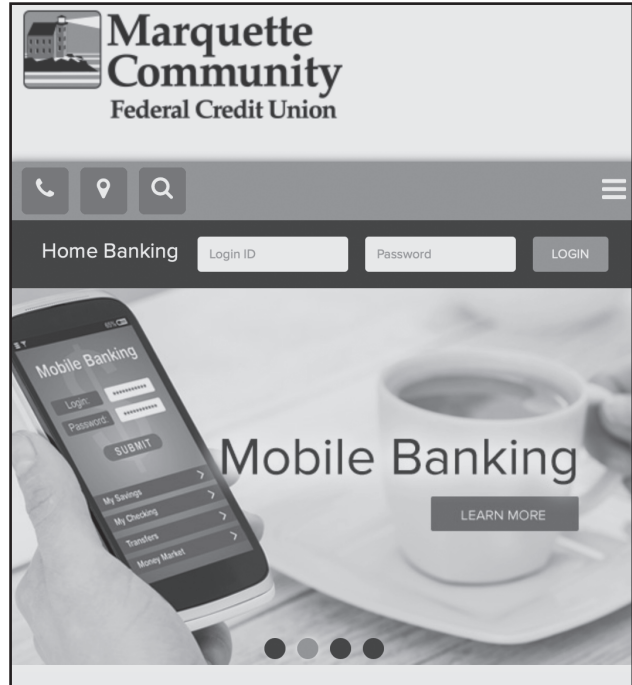 Marquette
Community
Federal Credit Union
Home Banking Login ID Password LOGIN
65%
Mobile Banking
Login: ***********
Password: ***********
SUBMIT
My Savings
My Checking
Transfers
Money Market
Mobile Banking
LEARN MORE